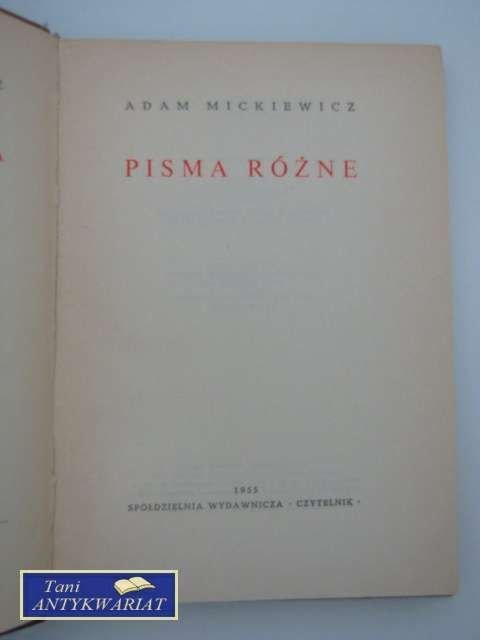 ADAM MICKIEWICZ
PISMA RÓŻNE
1955
SPÓŁDZIELNIA WYDAWNICZA · CZYTELNIK ·
Tani
ANTYKWARIAT